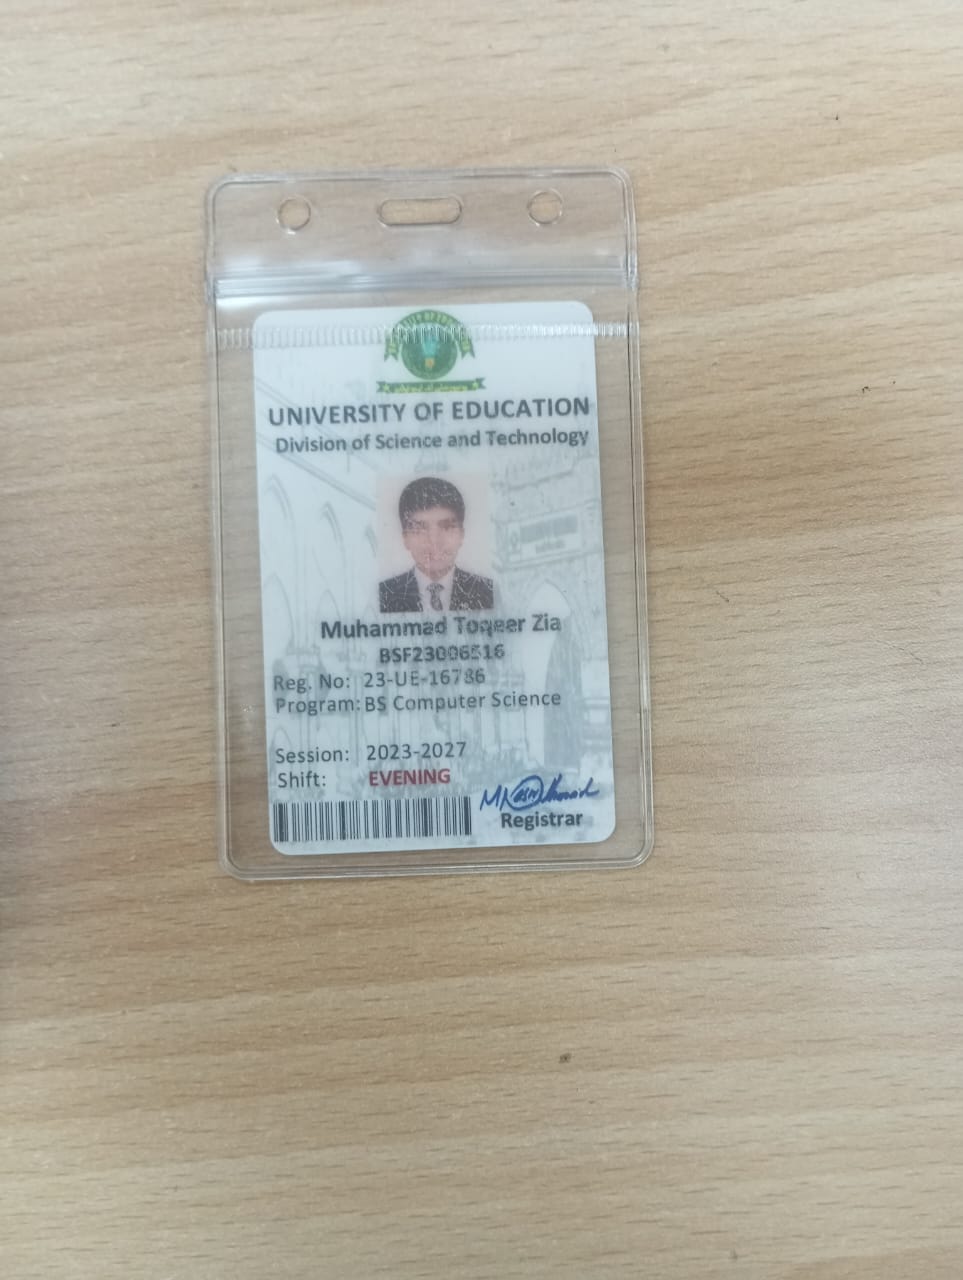 UNIVERSITY OF EDUCATION
Division of Science and Technology
Muhammad Toqeer Zia
BSF23006516
Reg. No: 23-UE-16786
Program: BS Computer Science
Session: 2023-2027
Shift: EVENING
Registrar